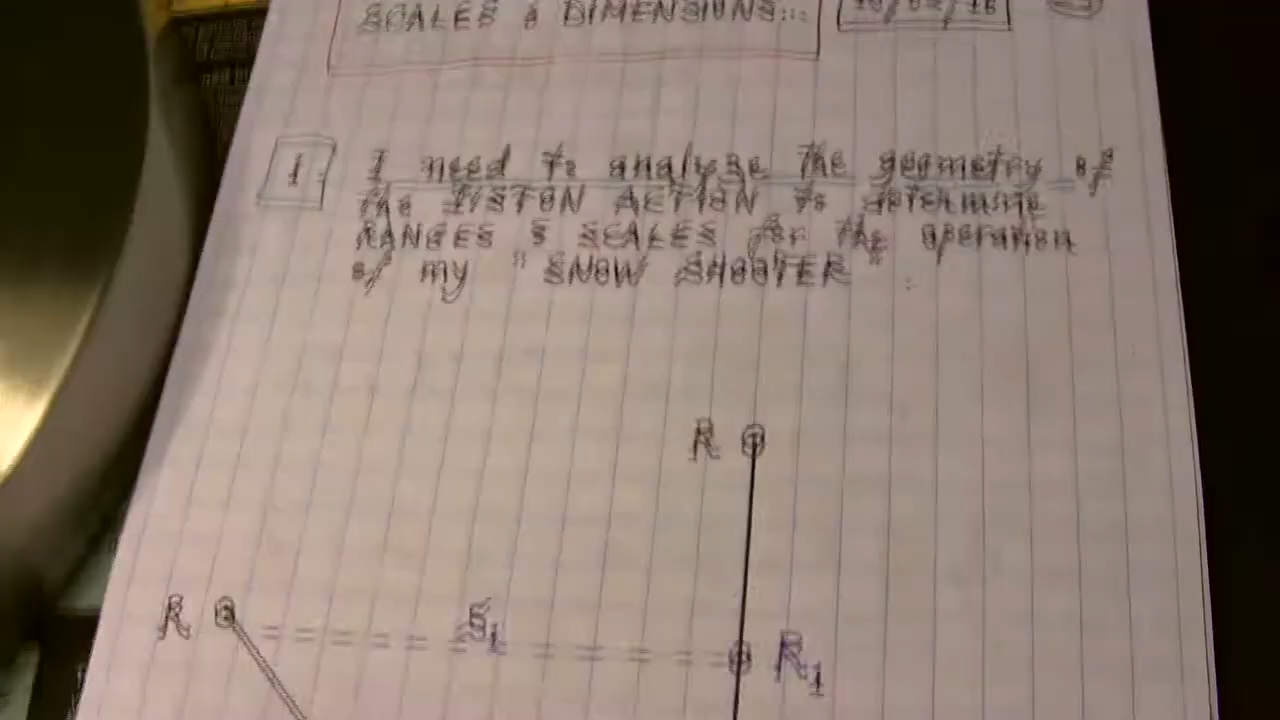 SCALES & DIMENSIONS...
1. I need to analyze the geometry of
the PISTON ACTION to determine
RANGES & SCALES for the operation
of my "SNOW SHOOTER" :
R
R S1 R1